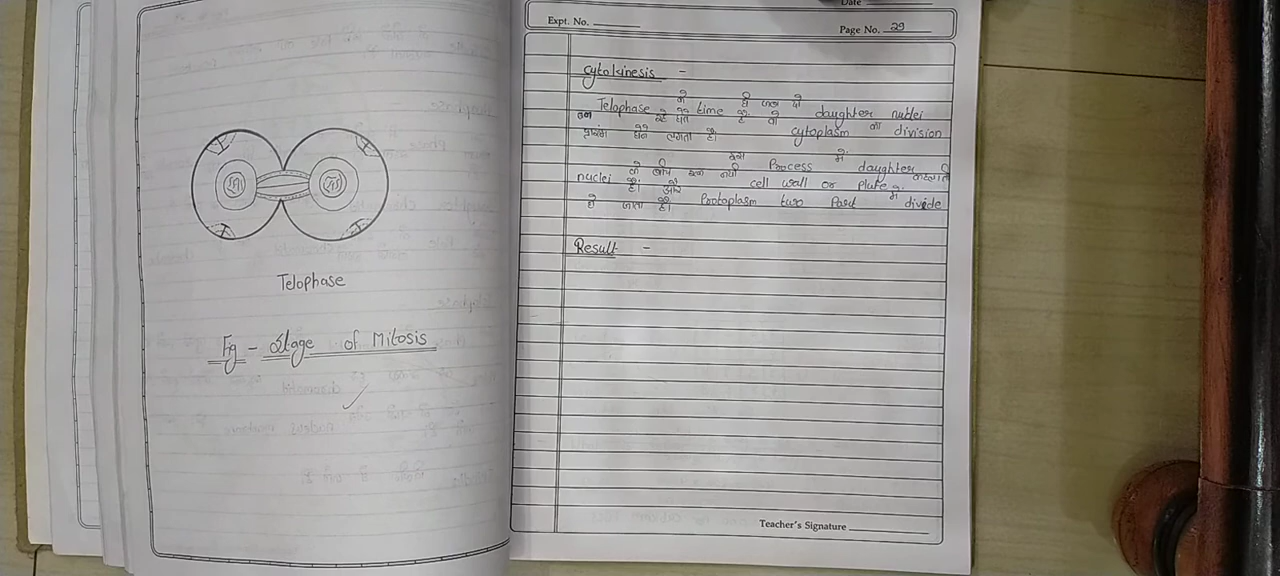 Telophase
Fig - Stage of Mitosis
Date
Expt. No.
Page No. 29
Cytokinesis -
Telophase के time ही जब दो daughter nuclei
बन रहे होते हैं तो cytoplasm का division
प्रारंभ होने लगता है।
इस Process में daughter
nuclei के बीच एक नयी cell wall or Plate
है। और
हो जाता है। Protoplasm two Part में divide
Result -
Teacher's Signature